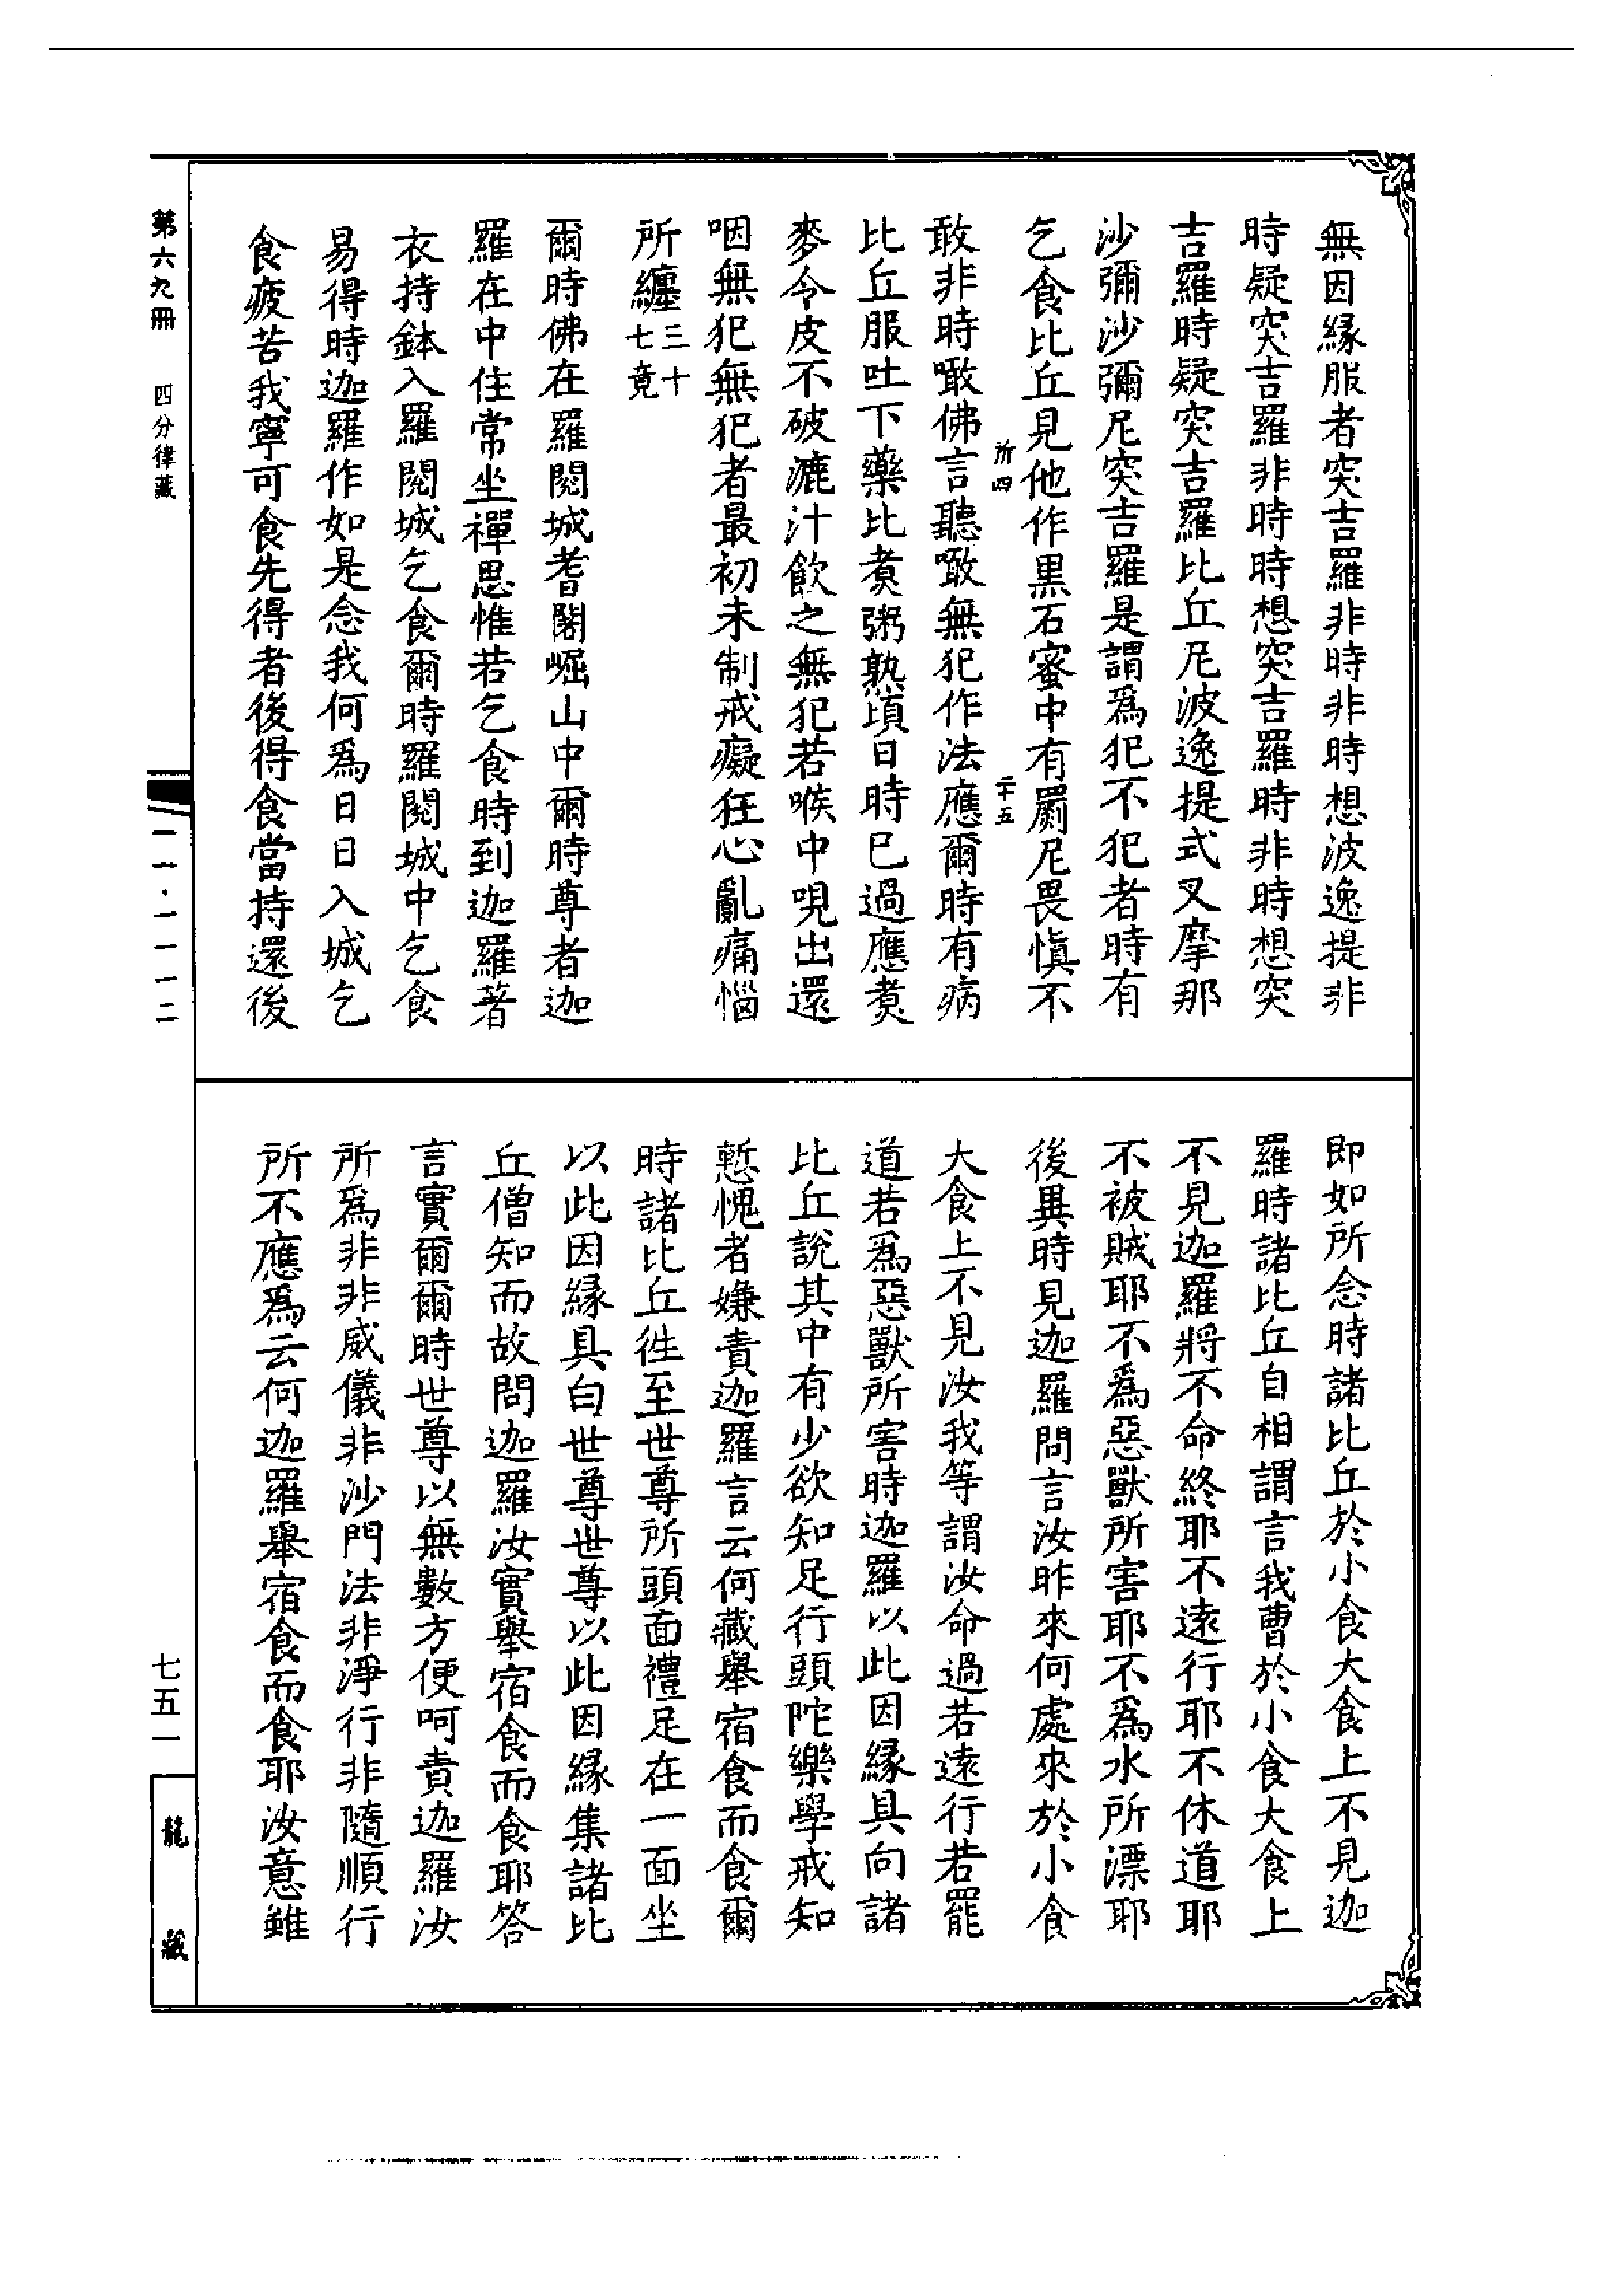 無因緣服者突吉羅非時非時想波逸提非
時疑突吉羅非時時想突吉羅時非時想突
吉羅時疑突吉羅比丘尼波逸提式叉摩那
沙彌沙彌尼突吉羅是謂爲犯不犯者時有
乞食比丘見他作黑石蜜中有罽尼畏愼不
所四
二十五
敢非時噉佛言聽噉無犯作法應爾時有病
比丘服吐下藥比煑粥熟頃日時已過應煑
麥令皮不破漉汁飲之無犯若喉中哯出還
咽無犯無犯者最初未制戒癡狂心亂痛惱
所纏三十七竟
爾時佛在羅閱城耆闍崛山中爾時尊者迦
羅在中住常坐禪思惟若乞食時到迦羅著
衣持鉢入羅閱城乞食爾時羅閱城中乞食
易得時迦羅作如是念我何爲日日入城乞
食疲苦我寧可食先得者後得食當持還後
即如所念時諸比丘於小食大食上不見迦
羅時諸比丘自相謂言我曹於小食大食上
不見迦羅將不命終耶不遠行耶不休道耶
不被賊耶不爲惡獸所害耶不爲水所漂耶
後異時見迦羅問言汝昨來何處來於小食
大食上不見汝我等謂汝命過若遠行若罷
道若爲惡獸所害時迦羅以此因緣具向諸
比丘說其中有少欲知足行頭陀樂學戒知
慙愧者嫌責迦羅言云何藏舉宿食而食爾
時諸比丘徃至世尊所頭面禮足在一面坐
以此因緣具白世尊世尊以此因緣集諸比
丘僧知而故問迦羅汝實舉宿食而食耶答
言實爾爾時世尊以無數方便呵責迦羅汝
所爲非非威儀非沙門法非淨行非隨順行
所不應爲云何迦羅舉宿食而食耶汝意雖
第六九冊 四分律藏
一一·一一一二
七五一
龍藏